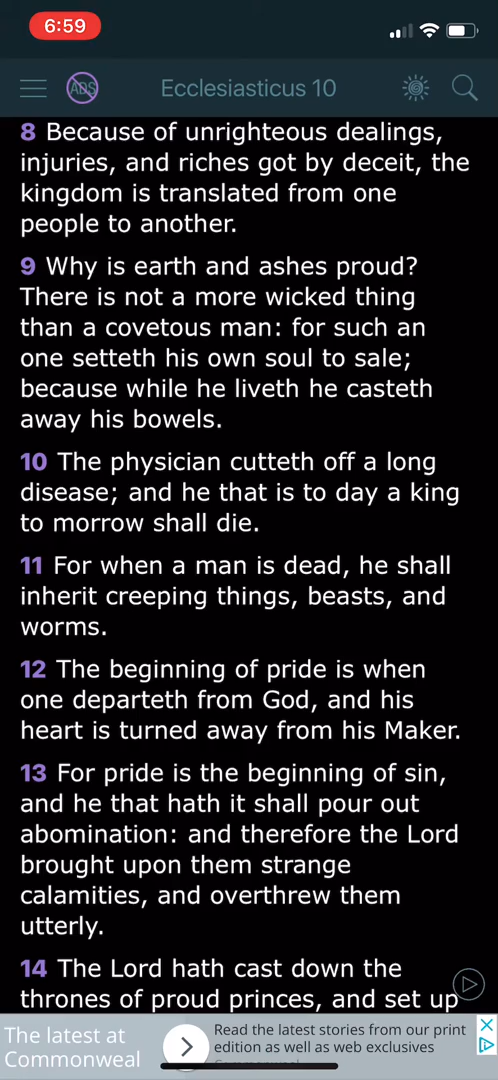 6:59
ADS
Ecclesiasticus 10
8 Because of unrighteous dealings,
injuries, and riches got by deceit, the
kingdom is translated from one
people to another.
9 Why is earth and ashes proud?
There is not a more wicked thing
than a covetous man: for such an
one setteth his own soul to sale;
because while he liveth he casteth
away his bowels.
10 The physician cutteth off a long
disease; and he that is to day a king
to morrow shall die.
11 For when a man is dead, he shall
inherit creeping things, beasts, and
worms.
12 The beginning of pride is when
one departeth from God, and his
heart is turned away from his Maker.
13 For pride is the beginning of sin,
and he that hath it shall pour out
abomination: and therefore the Lord
brought upon them strange
calamities, and overthrew them
utterly.
14 The Lord hath cast down the
thrones of proud princes, and set up
The latest at
Commonweal
Read the latest stories from our print
edition as well as web exclusives